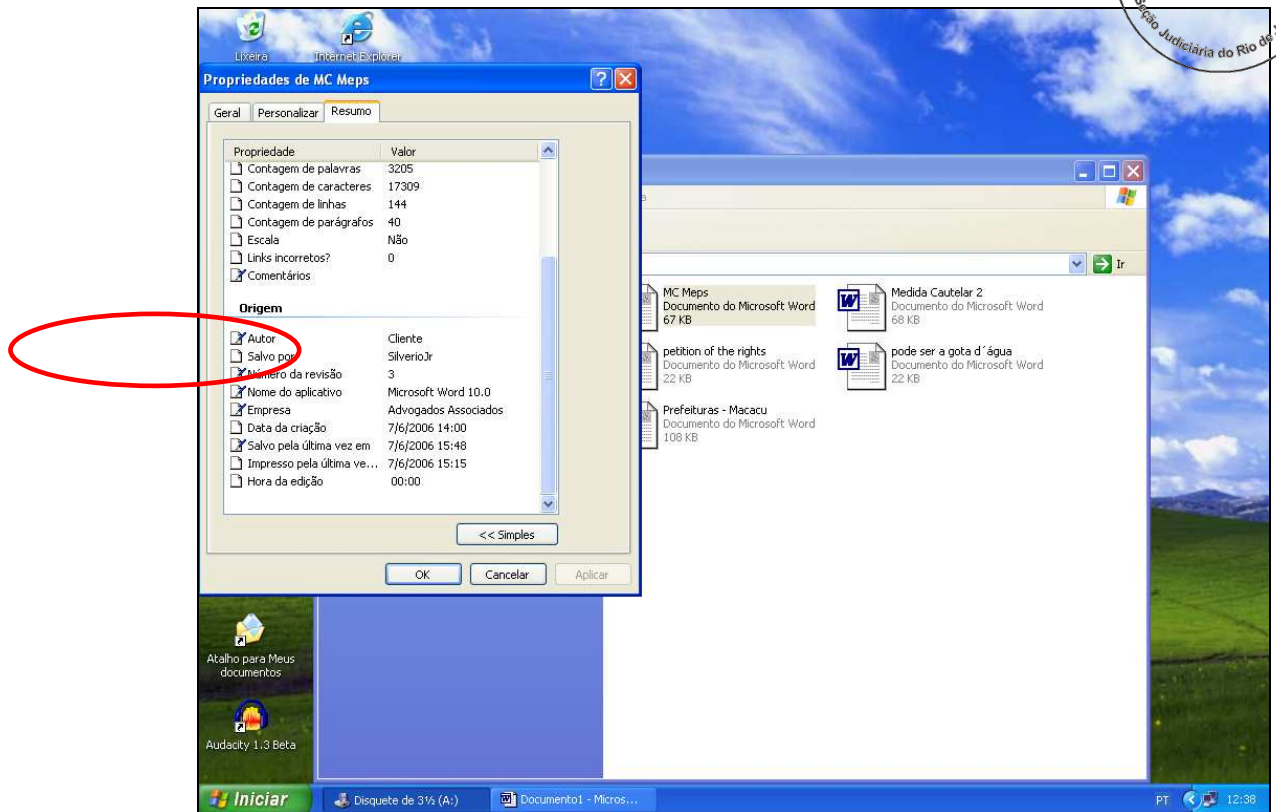 Seção Judiciária do Rio de
Lixeira
Internet Explorer
Propriedades de MC Meps
Geral
Personalizar
Resumo
Propriedade Valor
Contagem de palavras 3205
Contagem de caracteres 17309
Contagem de linhas 144
Contagem de parágrafos 40
Escala Não
Links incorretos? 0
Comentários
Origem
Autor Cliente
Salvo por SilverioJr
Número da revisão 3
Nome do aplicativo Microsoft Word 10.0
Empresa Advogados Associados
Data da criação 7/6/2006 14:00
Salvo pela última vez em 7/6/2006 15:48
Impresso pela última ve... 7/6/2006 15:15
Hora da edição 00:00
<< Simples
OK
Cancelar
Aplicar
Ir
MC Meps
Documento do Microsoft Word
67 KB
Medida Cautelar 2
Documento do Microsoft Word
68 KB
petition of the rights
Documento do Microsoft Word
22 KB
pode ser a gota d´água
Documento do Microsoft Word
22 KB
Prefeituras - Macacu
Documento do Microsoft Word
108 KB
Atalho para Meus
documentos
Audacity 1.3 Beta
Iniciar
Disquete de 3½ (A:)
Documento1 - Micros...
PT
12:38